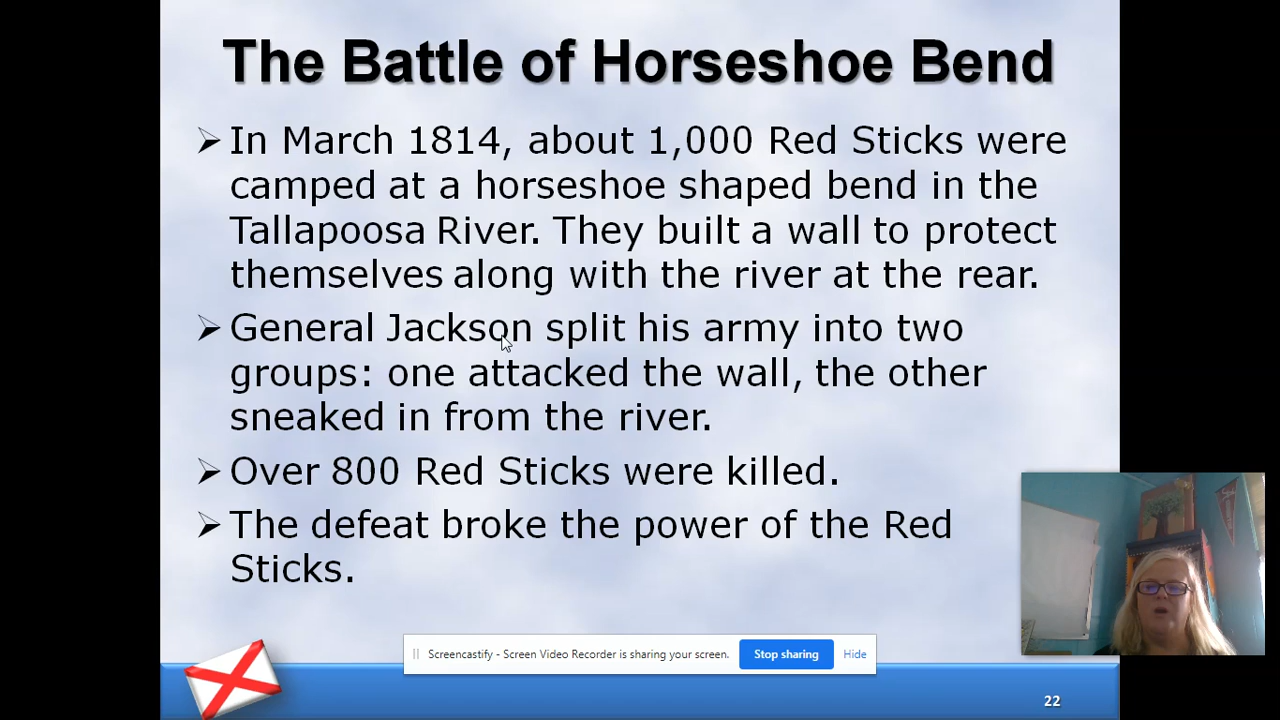 The Battle of Horseshoe Bend
In March 1814, about 1,000 Red Sticks were
camped at a horseshoe shaped bend in the
Tallapoosa River. They built a wall to protect
themselves along with the river at the rear.
General Jackson split his army into two
groups: one attacked the wall, the other
sneaked in from the river.
Over 800 Red Sticks were killed.
The defeat broke the power of the Red
Sticks.
Screencastify - Screen Video Recorder is sharing your screen. Stop sharing Hide
22